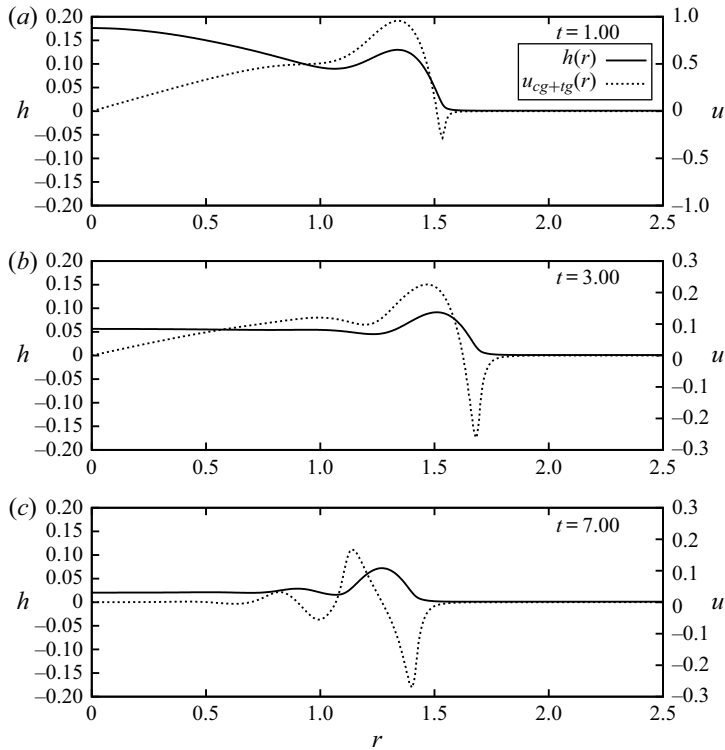 (a) 0.20 1.0
t = 1.00
0.15
h(r)
0.10 0.5
u_{cg+tg}(r)
0.05
h 0 0 u
–0.05
–0.10 –0.5
–0.15
–0.20 –1.0
0 0.5 1.0 1.5 2.0 2.5
(b) 0.20 0.3
t = 3.00
0.15 0.2
0.10
0.05 0.1
h 0 0 u
–0.05 –0.1
–0.10
–0.15 –0.2
–0.20 –0.3
0 0.5 1.0 1.5 2.0 2.5
(c) 0.20 0.3
t = 7.00
0.15 0.2
0.10
0.05 0.1
h 0 0 u
–0.05 –0.1
–0.10
–0.15 –0.2
–0.20 –0.3
0 0.5 1.0 1.5 2.0 2.5
r